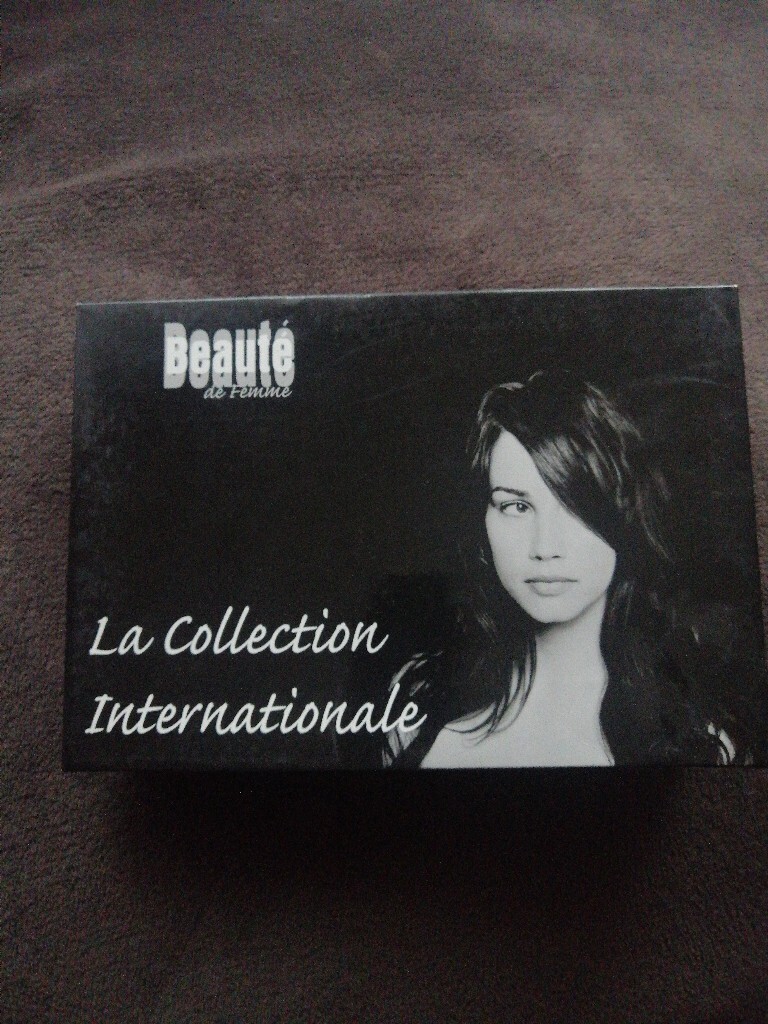 Beauté
de Femme
La Collection
Internationale